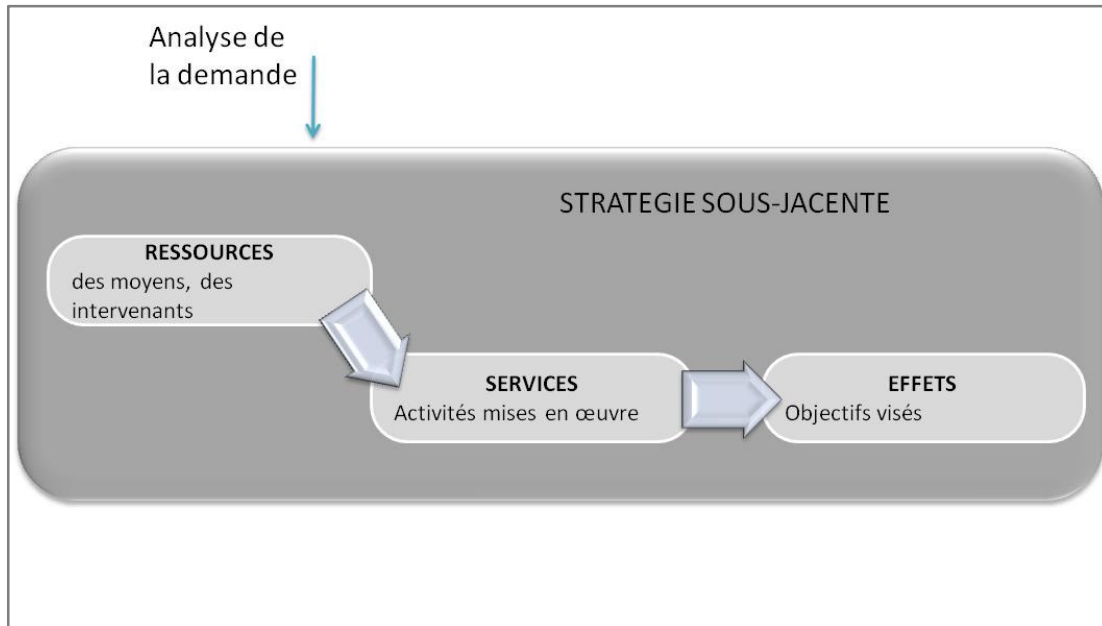 Analyse de
la demande
STRATEGIE SOUS-JACENTE
RESSOURCES
des moyens, des
intervenants
SERVICES
Activités mises en œuvre
EFFETS
Objectifs visés